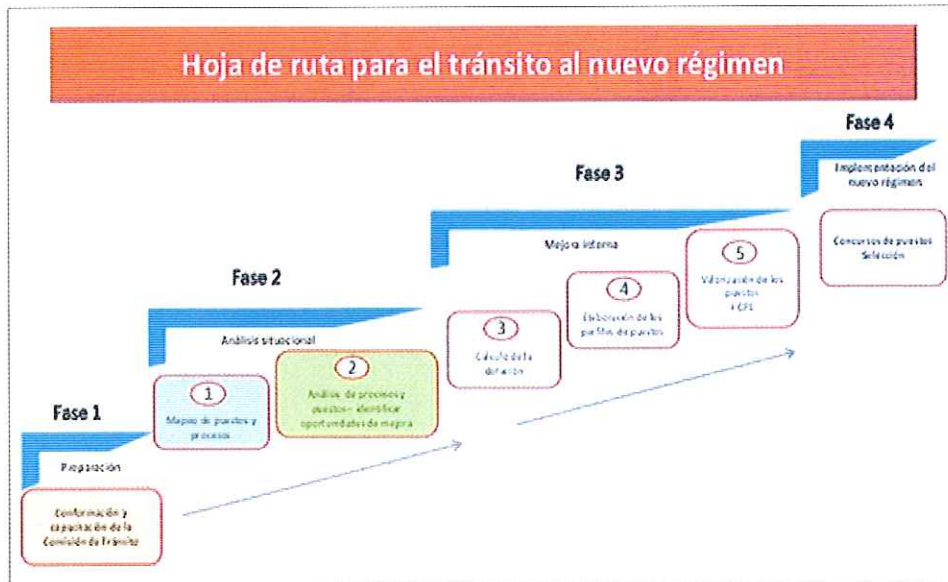 Hoja de ruta para el tránsito al nuevo régimen
Fase 1
Preparación
Conformación y
capacitación de la
Comisión de Tránsito
Fase 2
Análisis situacional
1
Mapeo de puestos y
procesos
2
Análisis de procesos y
puestos – identificar
oportunidades de mejora
Fase 3
Mejora interna
3
Cálculo de la
dotación
4
Elaboración de los
perfiles de puestos
5
Valorización de los
puestos
+ CPE
Fase 4
Implementación del
nuevo régimen
Concursos de puestos
Selección